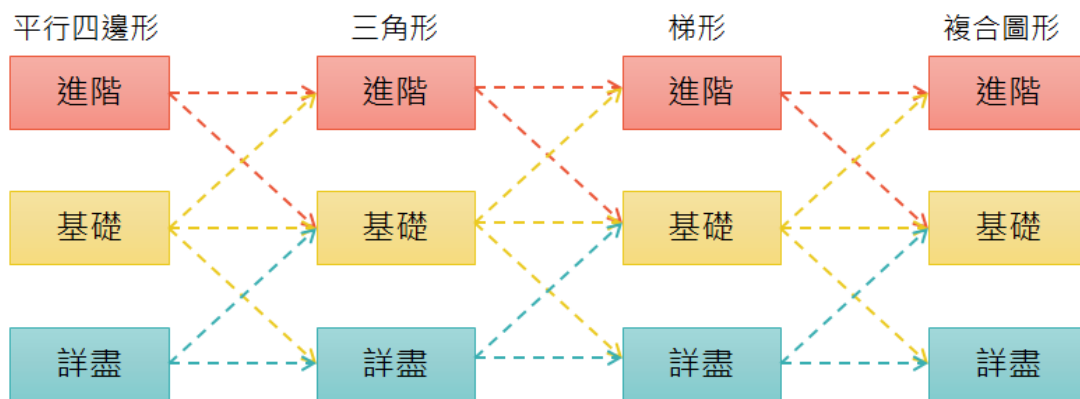 平行四邊形 三角形 梯形 複合圖形
進階 進階 進階 進階
基礎 基礎 基礎 基礎
詳盡 詳盡 詳盡 詳盡